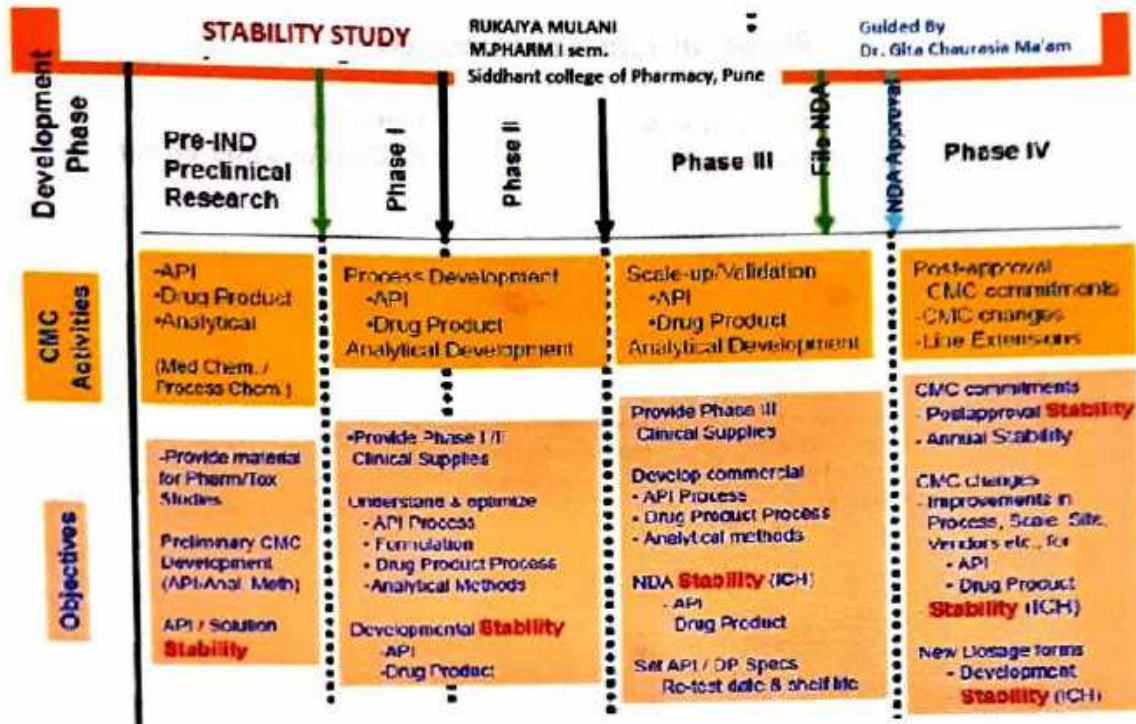 STABILITY STUDY
RUKAIYA MULANI
M.PHARM I sem.
Siddhant college of Pharmacy, Pune
Guided By
Dr. Gita Chaurasia Ma'am
Development
Phase
Pre-IND
Preclinical
Research
Phase I
Phase II
Phase III
File NDA
NDA Approval
Phase IV
CMC
Activities
•API
•Drug Product
•Analytical
(Med Chem. /
Process Chem.)
Process Development
•API
•Drug Product
Analytical Development
Scale-up/Validation
•API
•Drug Product
Analytical Development
Post-approval
CMC commitments
-CMC changes
-Line Extensions
Objectives
-Provide material
for Pharm/Tox
Studies
Preliminary CMC
Development
(API-Anal. Meth)
API / Solution
Stability
•Provide Phase I /II
Clinical Supplies
Understand & optimize
- API Process
- Formulation
- Drug Product Process
-Analytical Methods
Developmental Stability
-API
-Drug Product
Provide Phase III
Clinical Supplies
Develop commercial
- API Process
- Drug Product Process
- Analytical methods
NDA Stability (ICH)
- API
Drug Product
Set API / DP Specs
Re-test date & shelf life
CMC commitments
- Postapproval Stability
- Annual Stability
CMC changes
- Improvements in
Process, Scale, Site,
Vendors etc., for
- API
- Drug Product
- Stability (ICH)
New Dosage forms
- Development
- Stability (ICH)